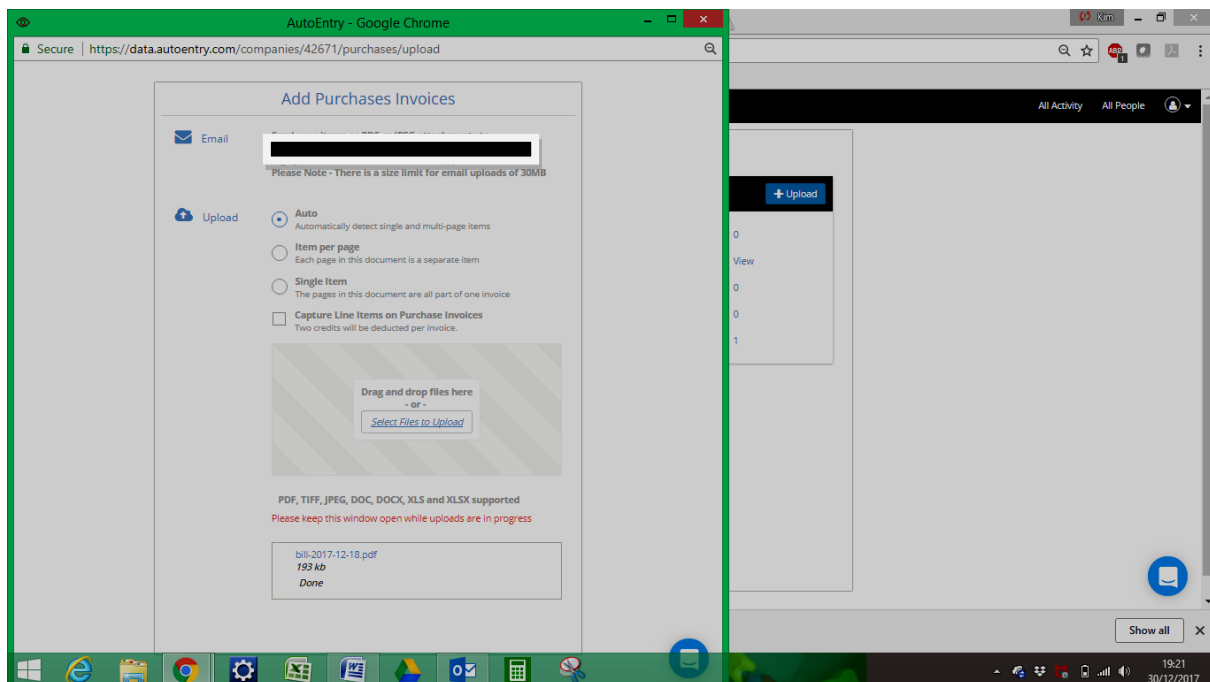 AutoEntry - Google Chrome
Kim
Secure | https://data.autoentry.com/companies/42671/purchases/upload
ABP
1
All Activity All People
Add Purchases Invoices
Email
Please Note - There is a size limit for email uploads of 30MB
Upload
Auto
Automatically detect single and multi-page items
Item per page
Each page in this document is a separate item
Single Item
The pages in this document are all part of one invoice
Capture Line Items on Purchase Invoices
Two credits will be deducted per invoice.
Drag and drop files here
- or -
Select Files to Upload
PDF, TIFF, JPEG, DOC, DOCX, XLS and XLSX supported
Please keep this window open while uploads are in progress
bill-2017-12-18.pdf
193 kb
Done
+ Upload
0
View
0
0
1
Show all
19:21
30/12/2017